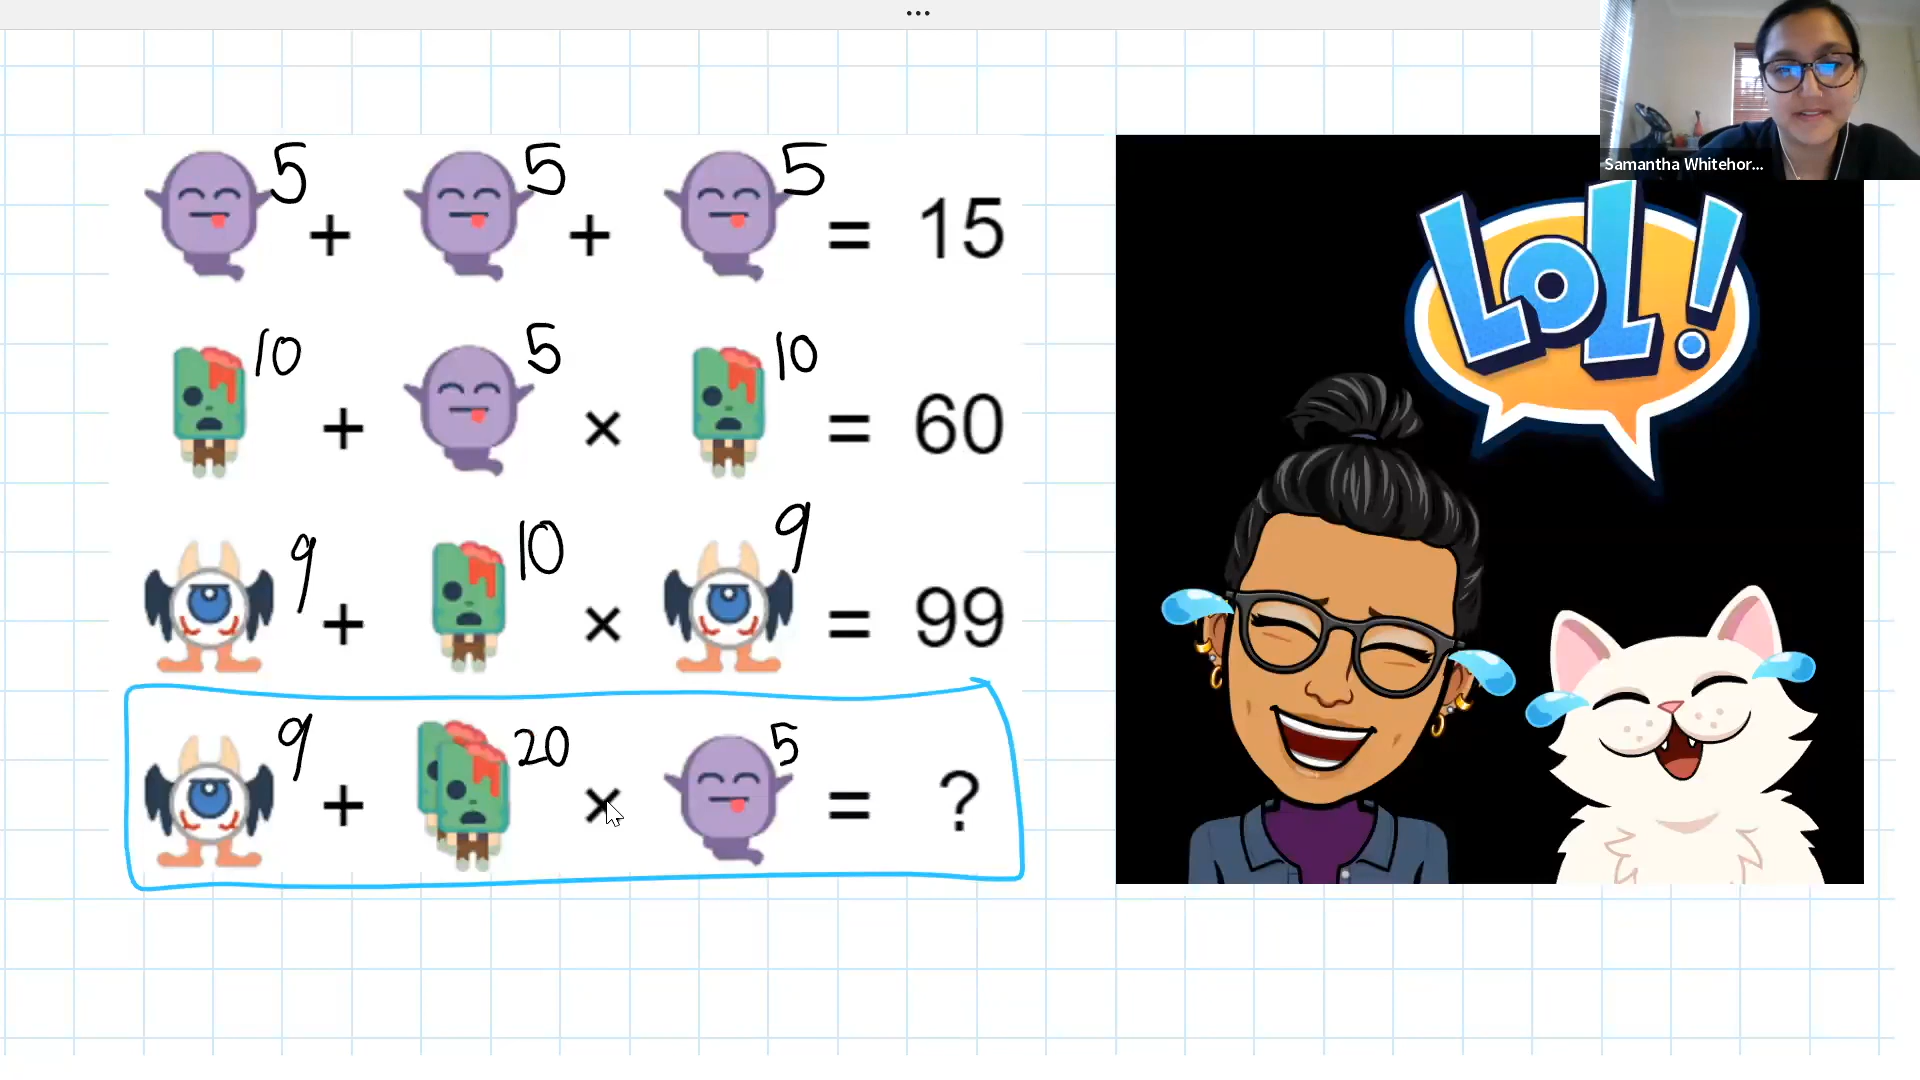 ...
Samantha Whitehor...
5 + 5 + 5 = 15
LOL!
10 + 5 × 10 = 60
9 + 10 × 9 = 99
9 + 20 × 5 = ?